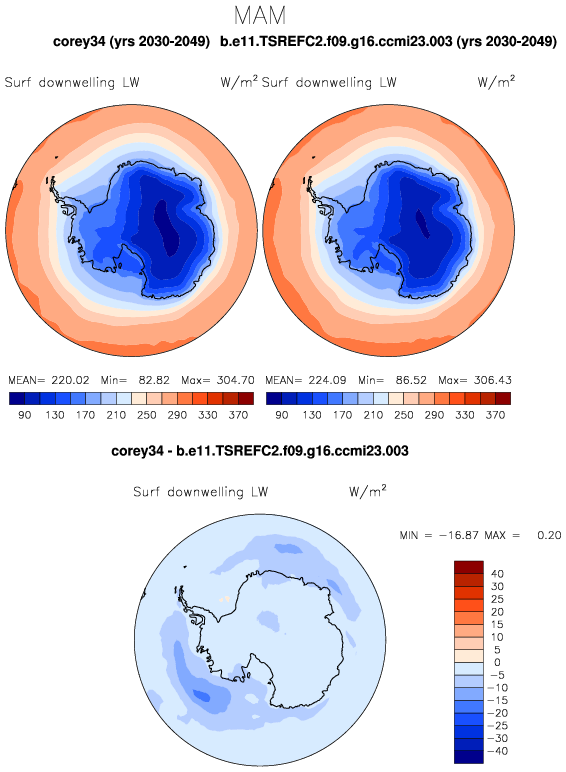 MAM
corey34 (yrs 2030-2049) b.e11.TSREFC2.f09.g16.ccmi23.003 (yrs 2030-2049)
Surf downwelling LW W/m² Surf downwelling LW W/m²
MEAN= 220.02 Min= 82.82 Max= 304.70 MEAN= 224.09 Min= 86.52 Max= 306.43
90 130 170 210 250 290 330 370 90 130 170 210 250 290 330 370
corey34 - b.e11.TSREFC2.f09.g16.ccmi23.003
Surf downwelling LW W/m²
MIN = -16.87 MAX = 0.20
40
30
25
20
15
10
5
0
-5
-10
-15
-20
-25
-30
-40